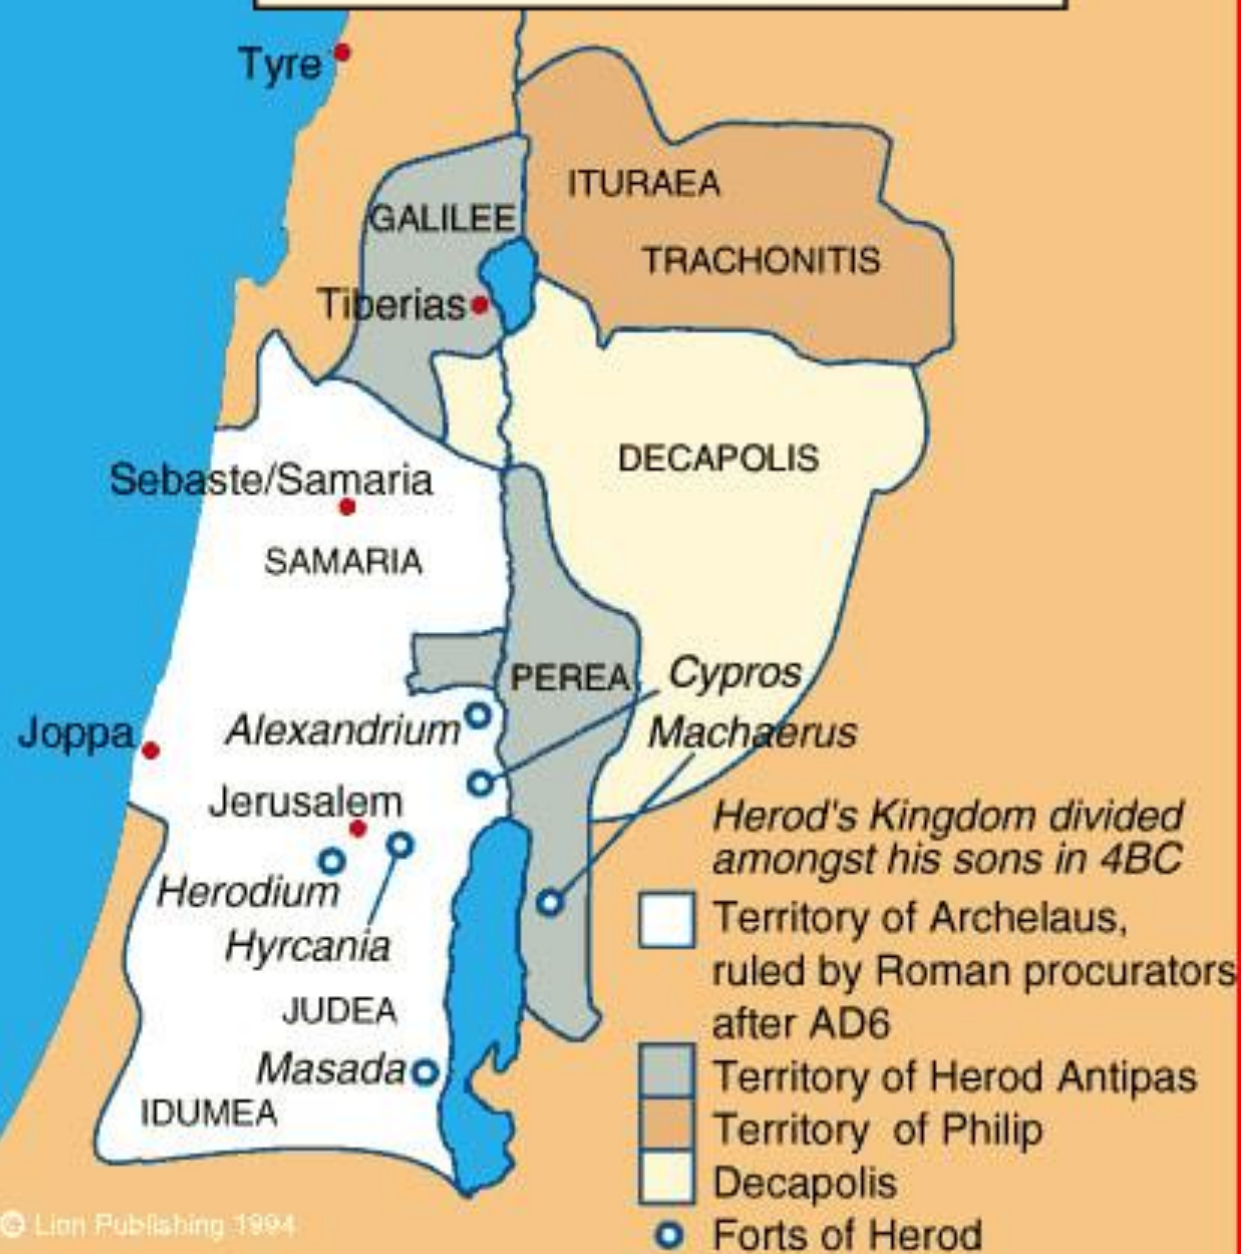 Tyre
ITURAEA
GALILEE
TRACHONITIS
Tiberias
DECAPOLIS
Sebaste/Samaria
SAMARIA
PEREA
Cypros
Alexandrium
Machaerus
Joppa
Jerusalem
Herodium
Hyrcania
JUDEA
Masada
IDUMEA
Herod's Kingdom divided
amongst his sons in 4BC
Territory of Archelaus,
ruled by Roman procurators
after AD6
Territory of Herod Antipas
Territory of Philip
Decapolis
Forts of Herod
© Lion Publishing 1994